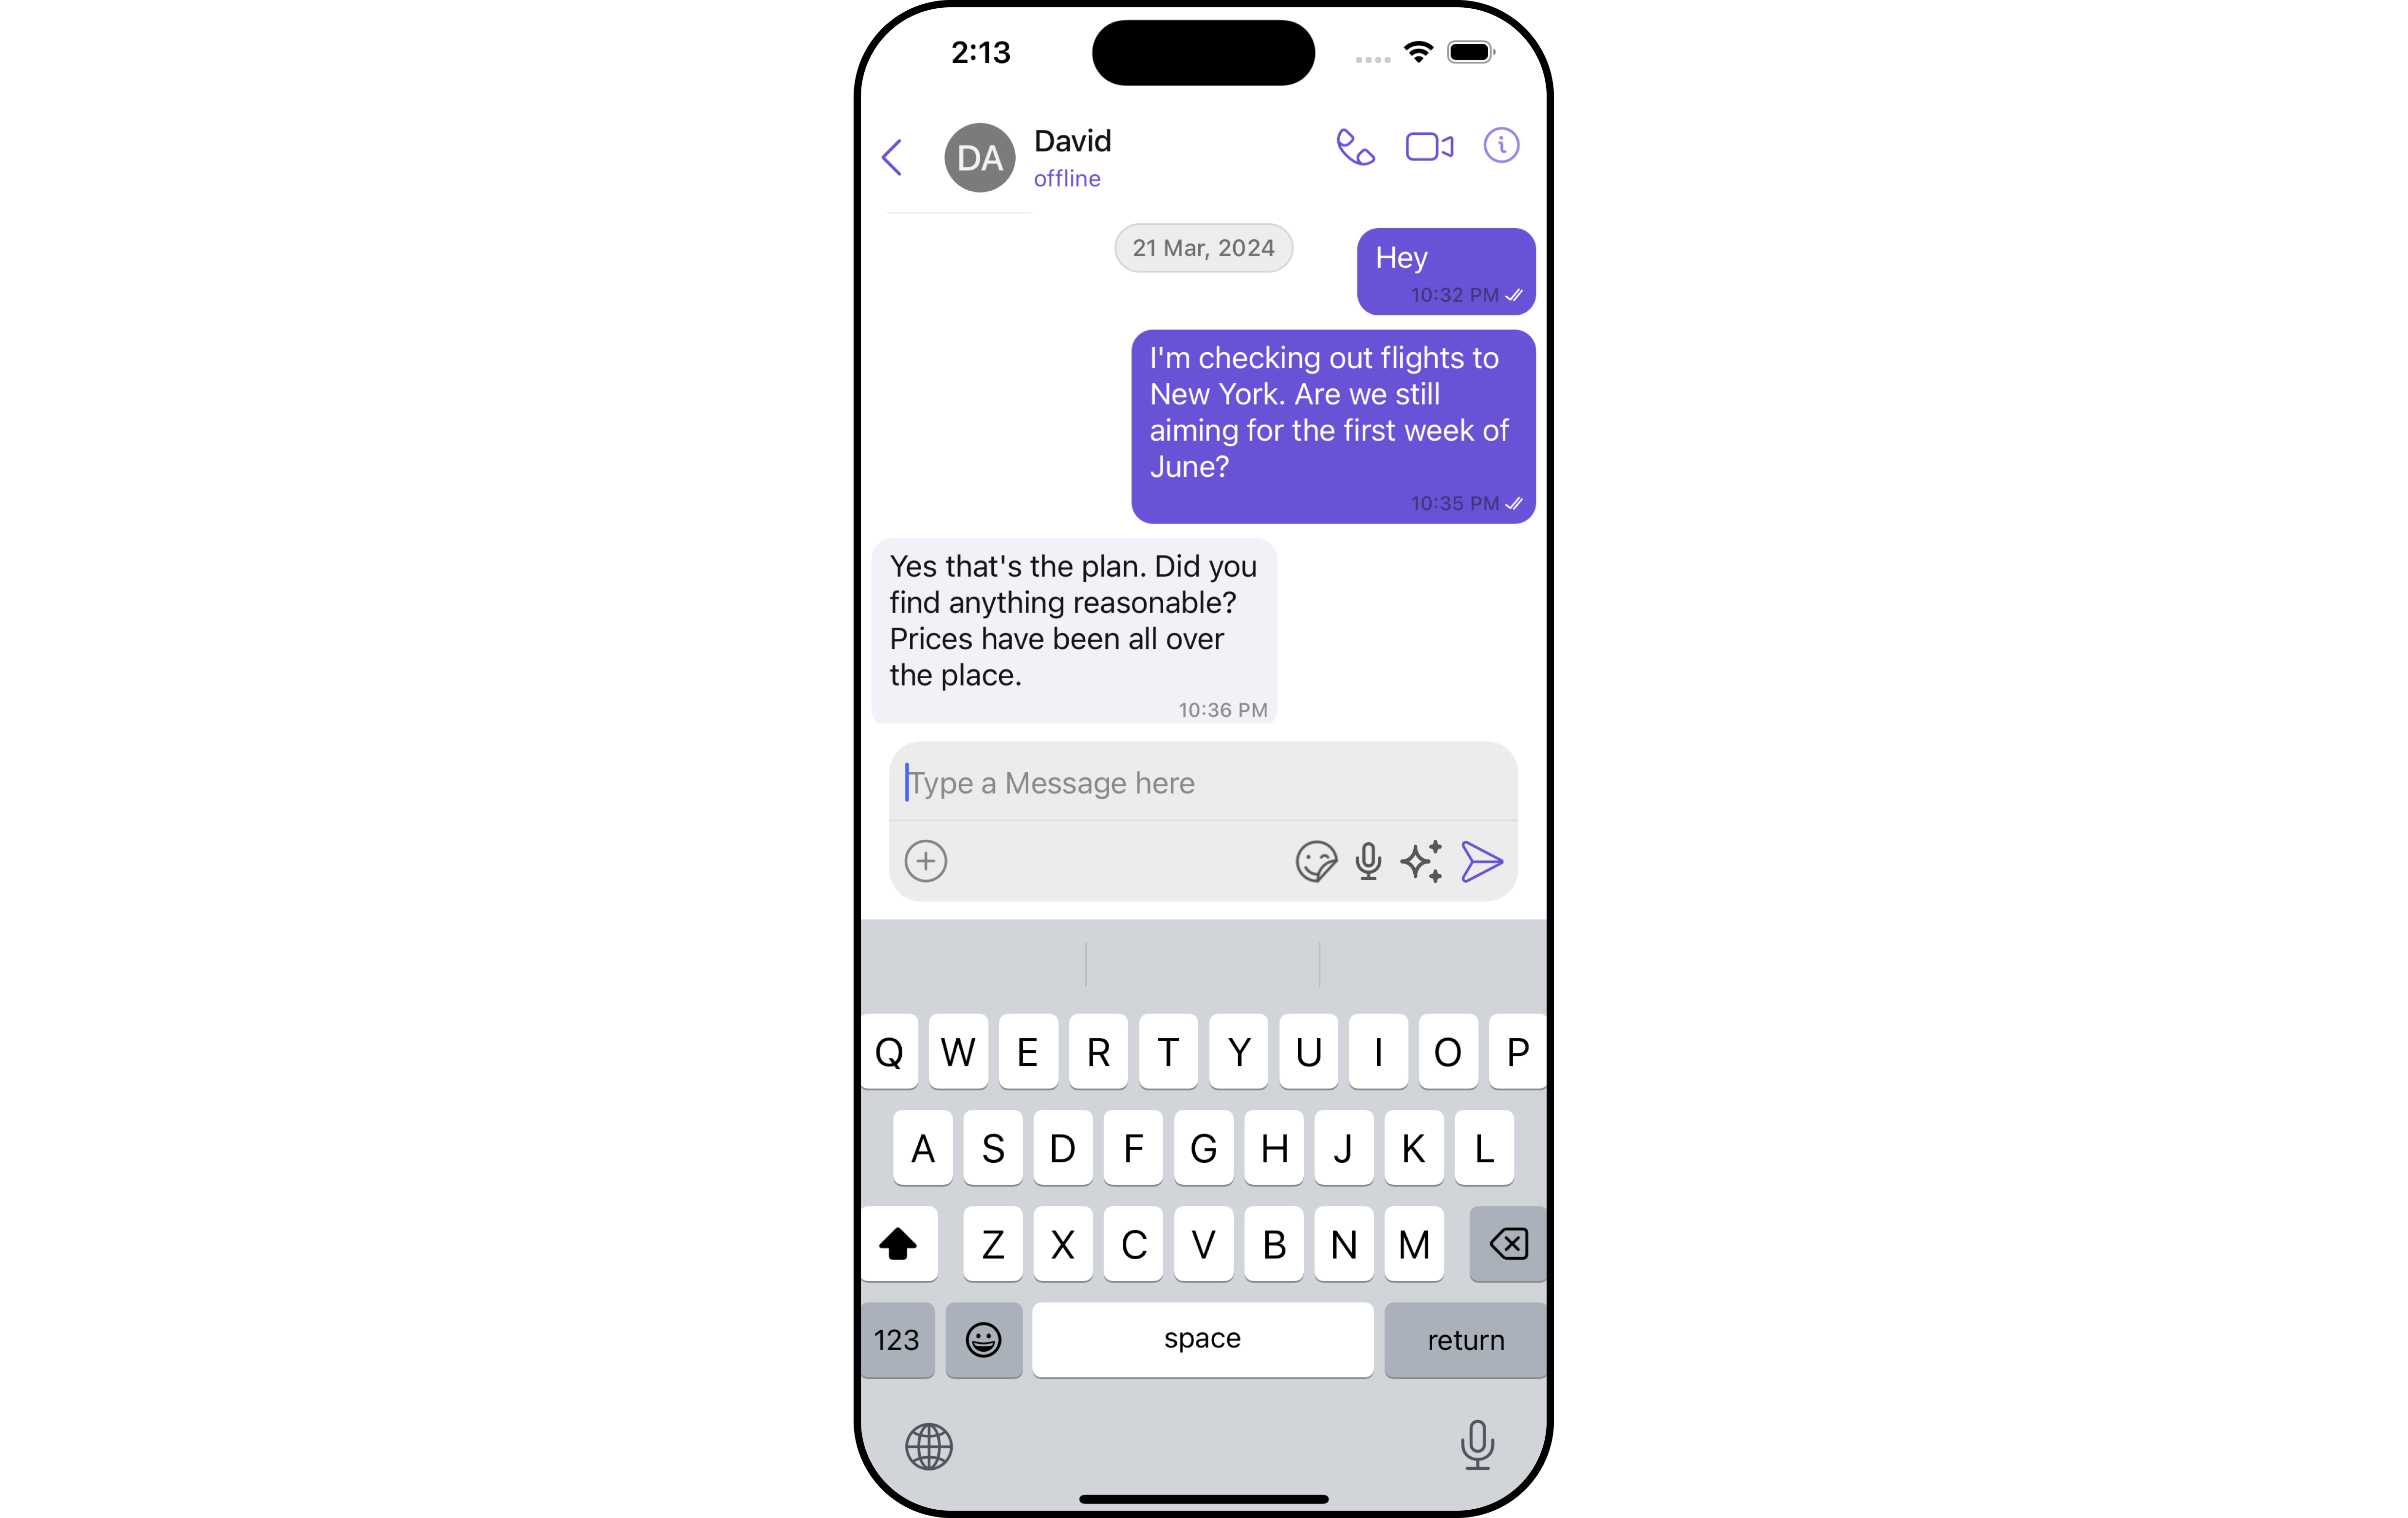 2:13
DA
David
offline
21 Mar, 2024
Hey
10:32 PM
I'm checking out flights to
New York. Are we still
aiming for the first week of
June?
10:35 PM
Yes that's the plan. Did you
find anything reasonable?
Prices have been all over
the place.
10:36 PM
Type a Message here
Q W E R T Y U I O P
A S D F G H J K L
Z X C V B N M
123 space return